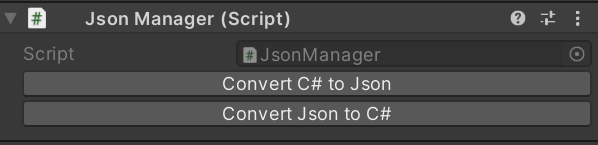 # Json Manager (Script)
Script # JsonManager
Convert C# to Json
Convert Json to C#